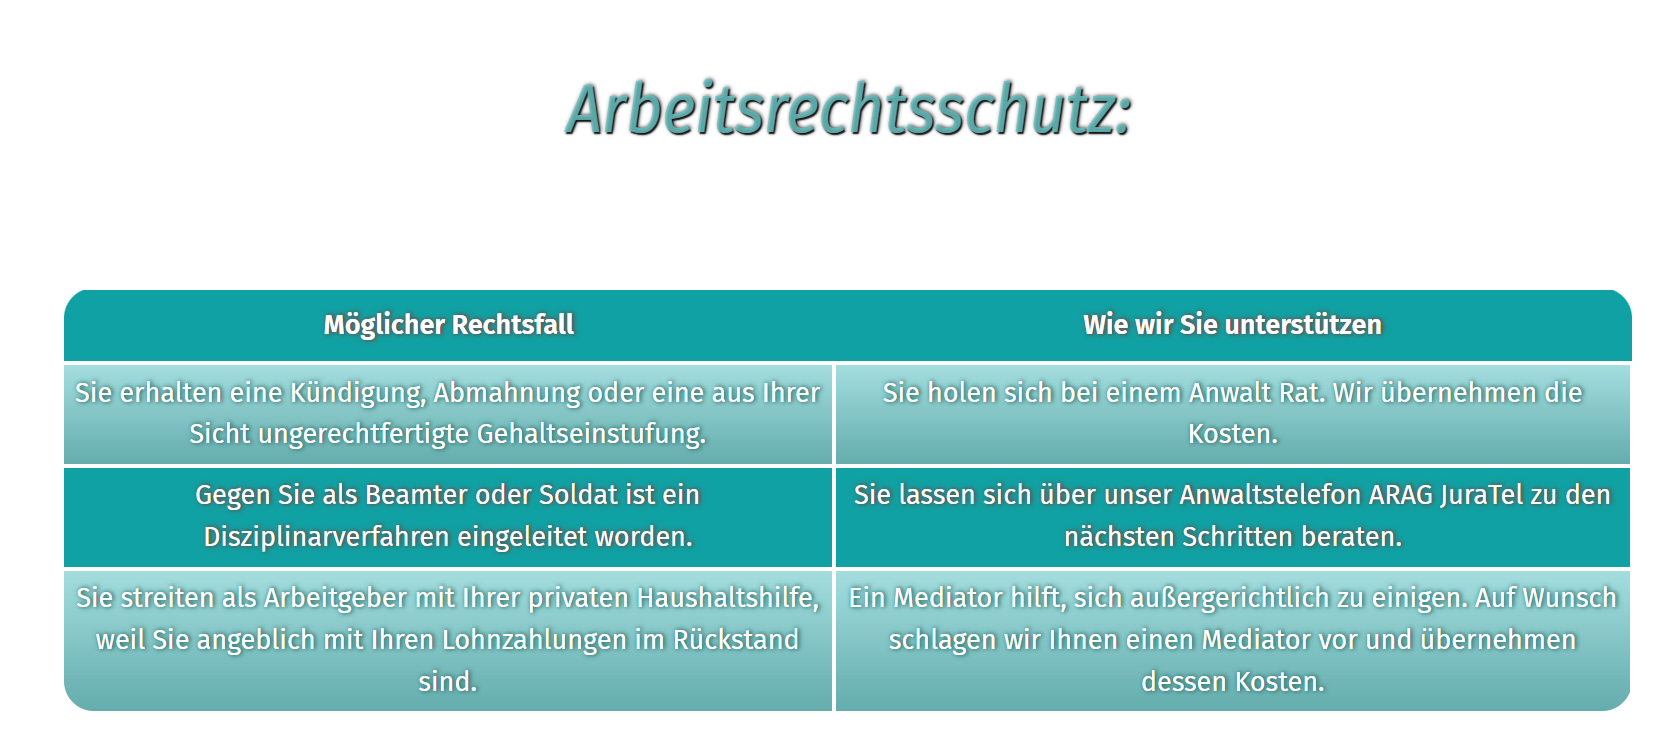 Arbeitsrechtsschutz:
Möglicher Rechtsfall
Wie wir Sie unterstützen
Sie erhalten eine Kündigung, Abmahnung oder eine aus Ihrer
Sicht ungerechtfertigte Gehaltseinstufung.
Sie holen sich bei einem Anwalt Rat. Wir übernehmen die
Kosten.
Gegen Sie als Beamter oder Soldat ist ein
Disziplinarverfahren eingeleitet worden.
Sie lassen sich über unser Anwaltstelefon ARAG JuraTel zu den
nächsten Schritten beraten.
Sie streiten als Arbeitgeber mit Ihrer privaten Haushaltshilfe,
weil Sie angeblich mit Ihren Lohnzahlungen im Rückstand
sind.
Ein Mediator hilft, sich außergerichtlich zu einigen. Auf Wunsch
schlagen wir Ihnen einen Mediator vor und übernehmen
dessen Kosten.